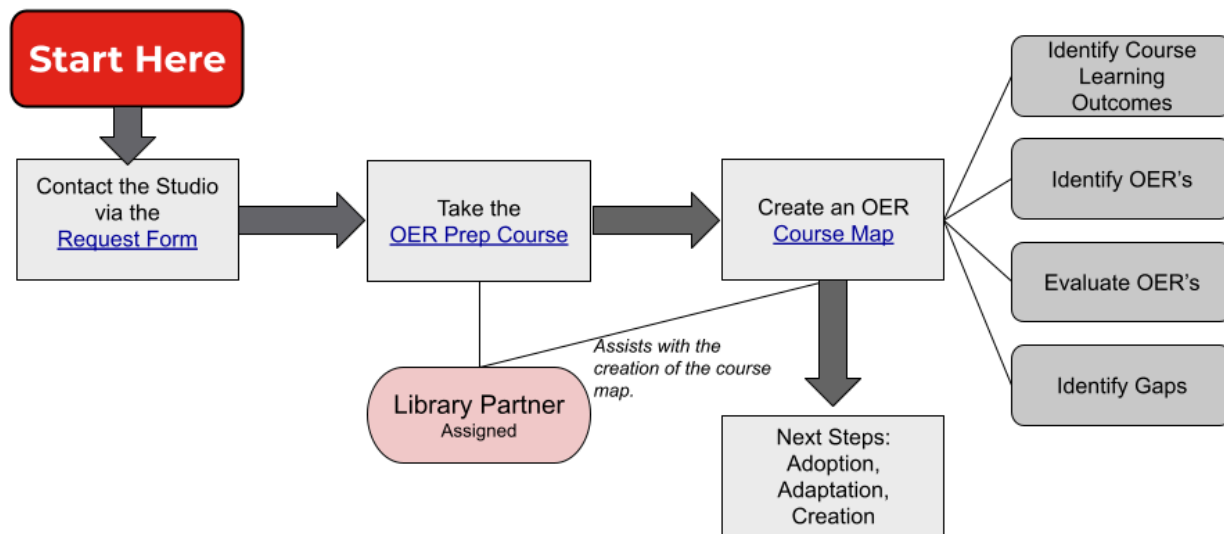 Start Here
Contact the Studio
via the
Request Form
Take the
OER Prep Course
Create an OER
Course Map
Identify Course
Learning
Outcomes
Identify OER's
Evaluate OER's
Identify Gaps
Assists with the
creation of the course
map.
Library Partner
Assigned
Next Steps:
Adoption,
Adaptation,
Creation